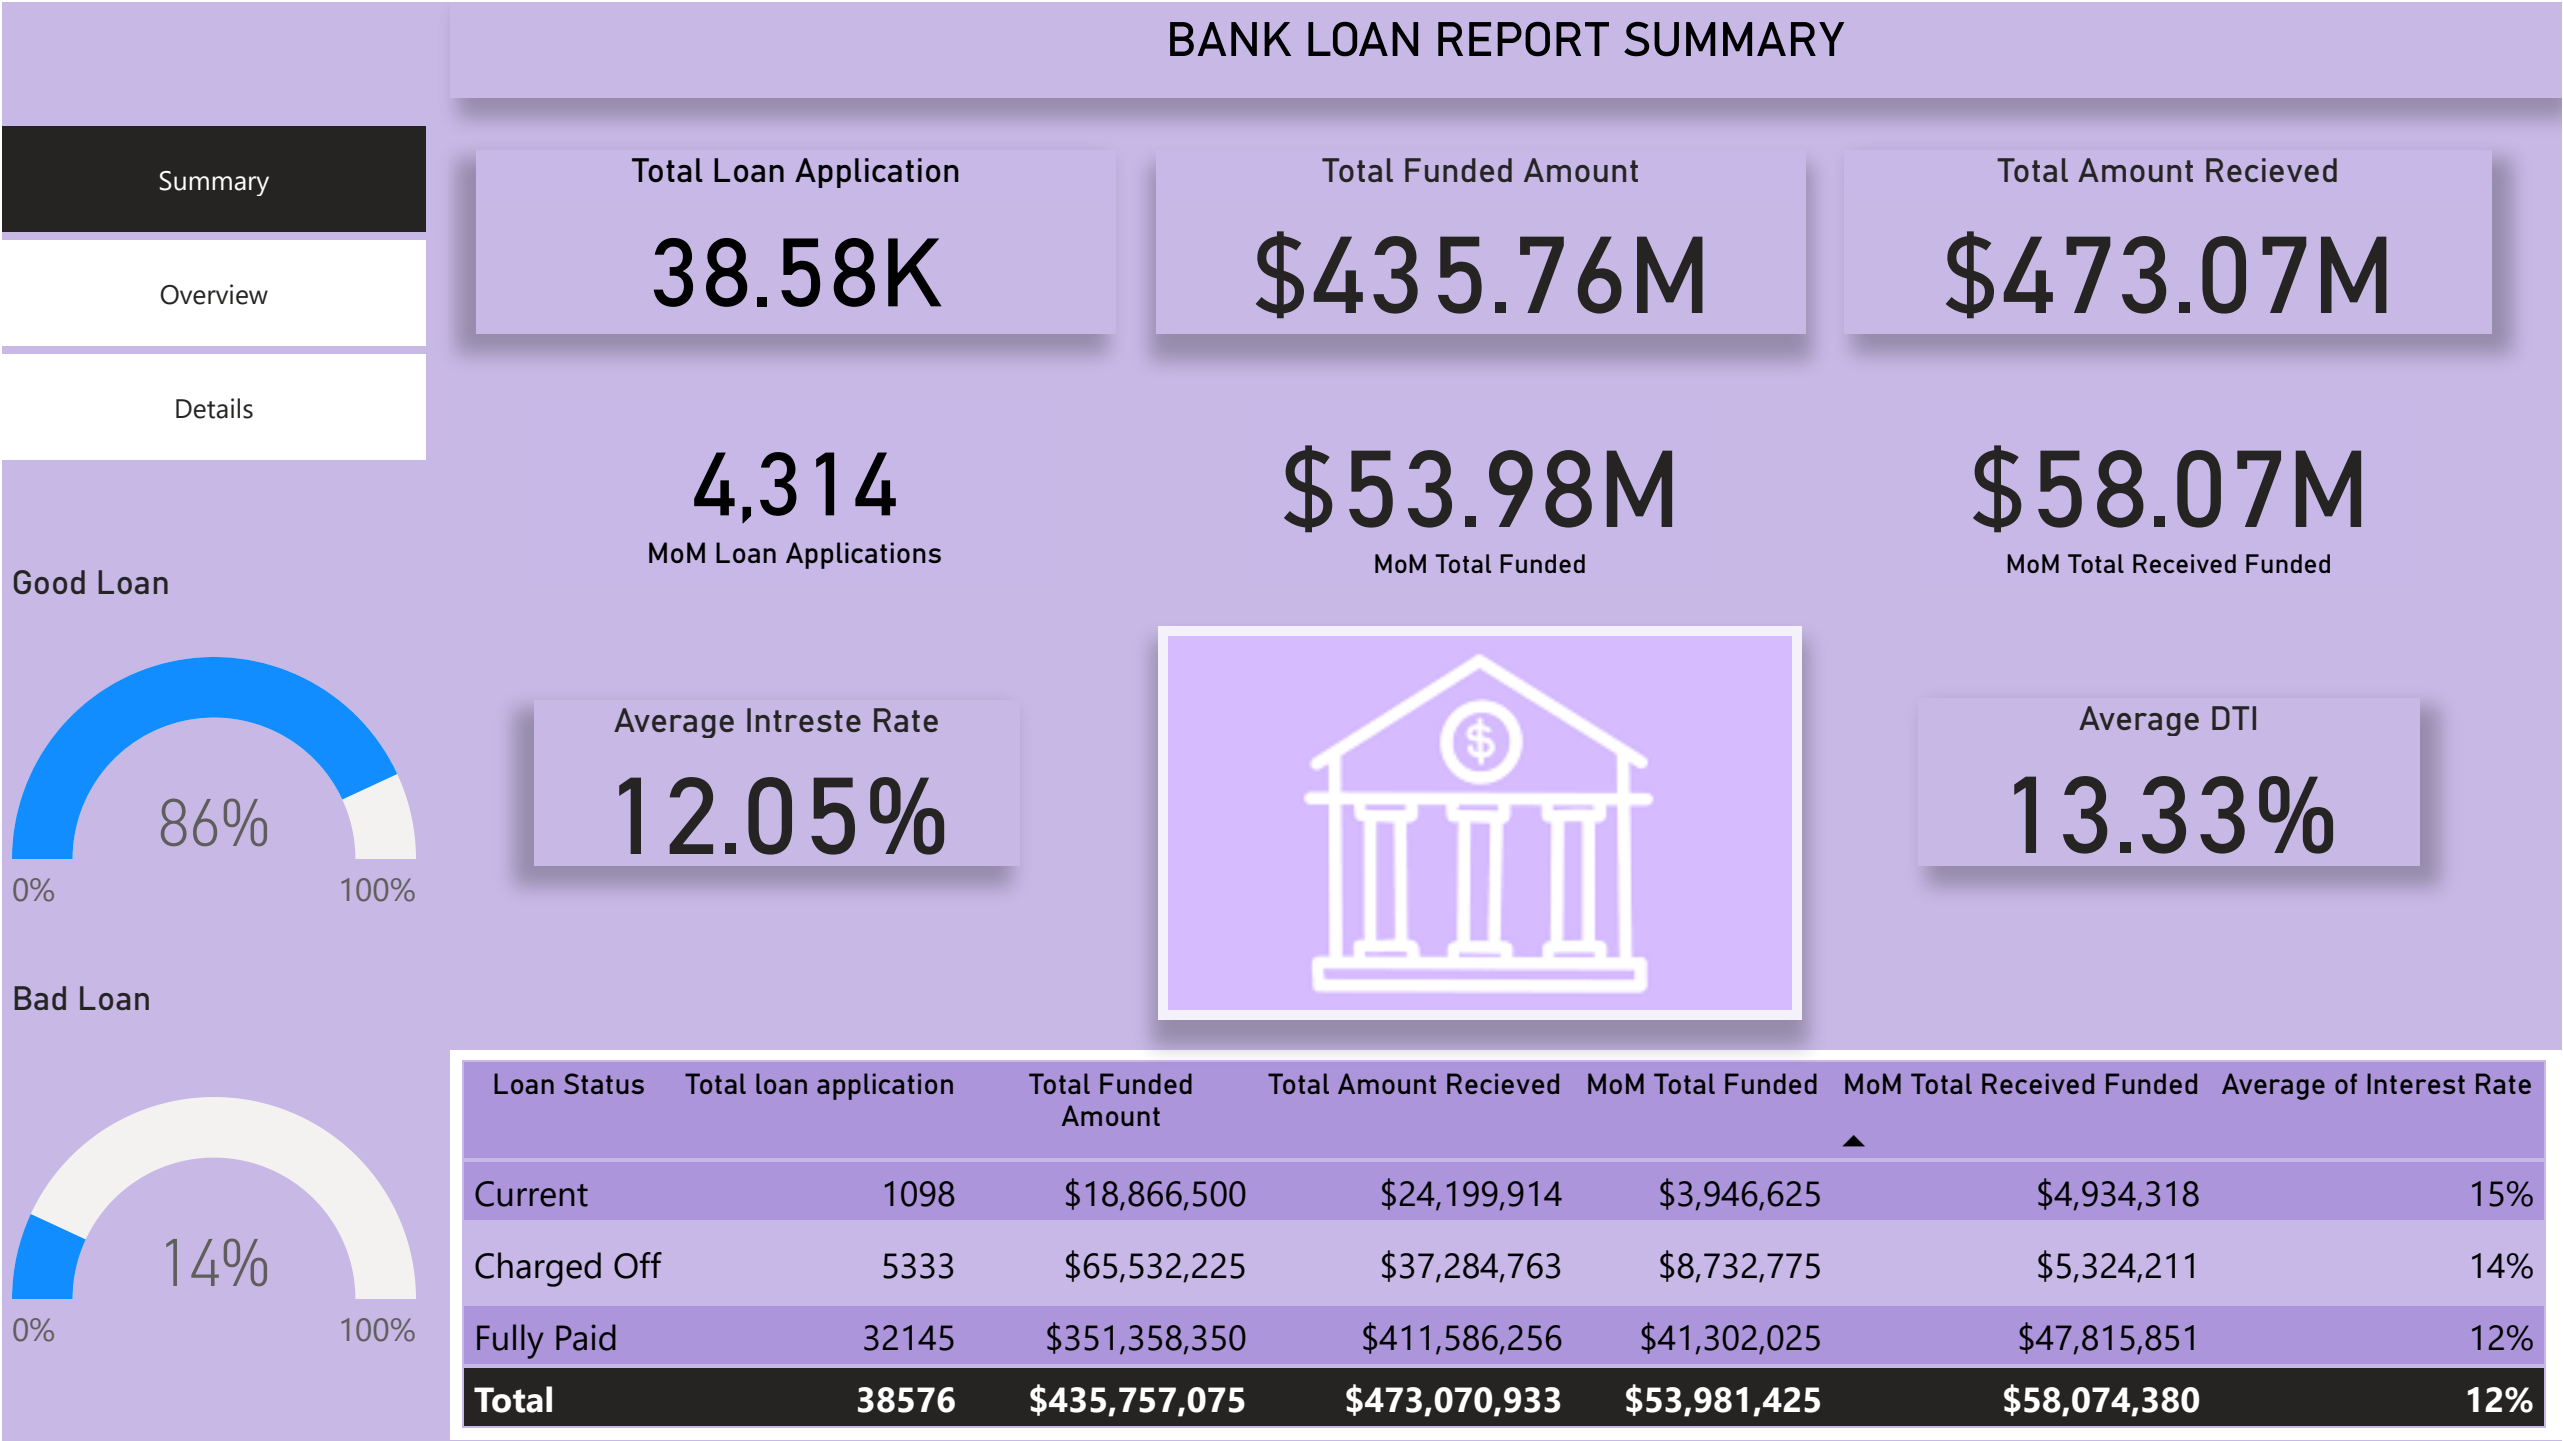 BANK LOAN REPORT SUMMARY
Summary
Overview
Details
Total Loan Application
38.58K
Total Funded Amount
$435.76M
Total Amount Recieved
$473.07M
4,314
MoM Loan Applications
$53.98M
MoM Total Funded
$58.07M
MoM Total Received Funded
Good Loan
86%
0% 100%
Average Intreste Rate
12.05%
$
Average DTI
13.33%
Bad Loan
14%
0% 100%
Loan Status Total loan application Total Funded Amount Total Amount Recieved MoM Total Funded MoM Total Received Funded Average of Interest Rate
Current 1098 $18,866,500 $24,199,914 $3,946,625 $4,934,318 15%
Charged Off 5333 $65,532,225 $37,284,763 $8,732,775 $5,324,211 14%
Fully Paid 32145 $351,358,350 $411,586,256 $41,302,025 $47,815,851 12%
Total 38576 $435,757,075 $473,070,933 $53,981,425 $58,074,380 12%